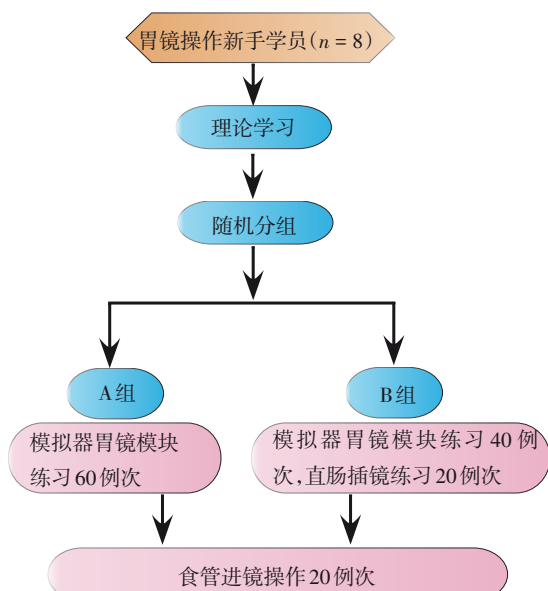 胃镜操作新手学员(n = 8)
理论学习
随机分组
A组
B组
模拟器胃镜模块
练习60例次
模拟器胃镜模块练习40例
次,直肠插镜练习20例次
食管进镜操作20例次